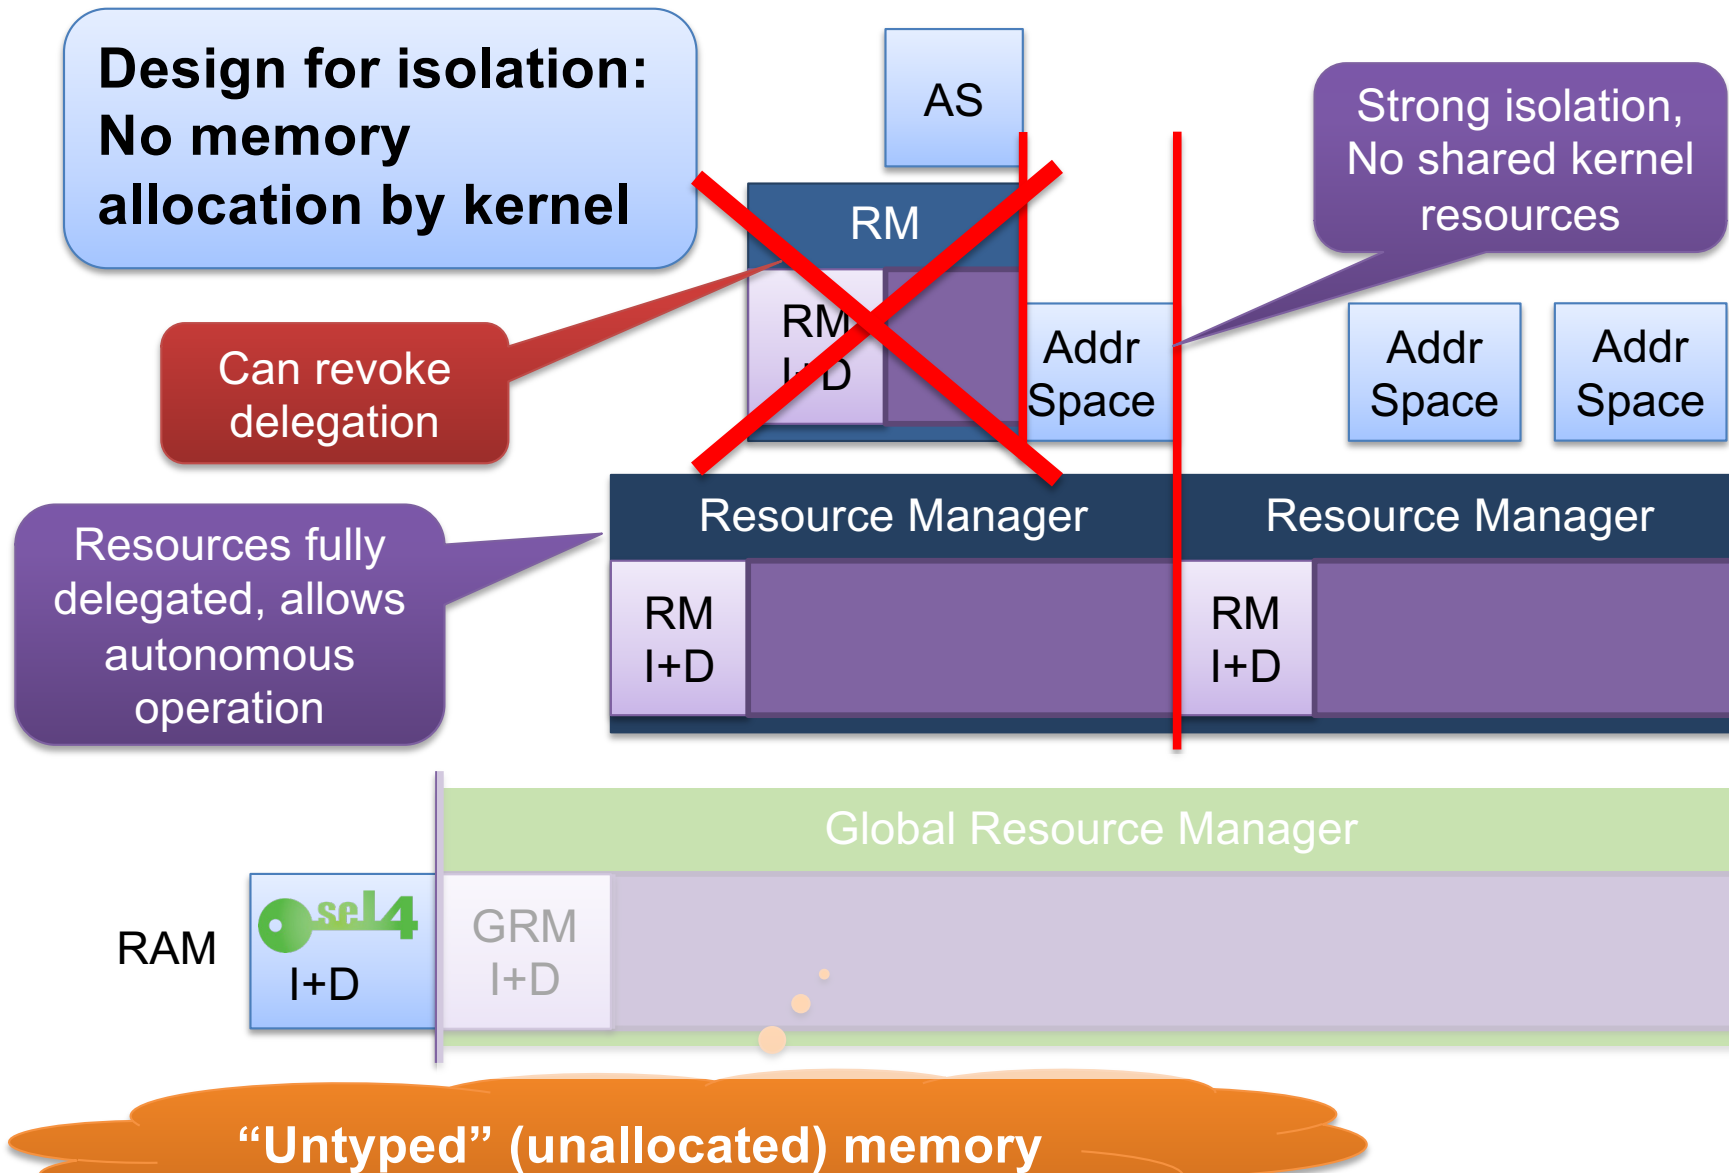 Design for isolation:
No memory
allocation by kernel
AS
Strong isolation,
No shared kernel
resources
RM
RM
I+D
Can revoke
delegation
Addr
Space
Addr
Space
Addr
Space
Resource Manager
Resource Manager
Resources fully
delegated, allows
autonomous
operation
RM
I+D
RM
I+D
Global Resource Manager
RAM
seL4
I+D
GRM
I+D
“Untyped” (unallocated) memory